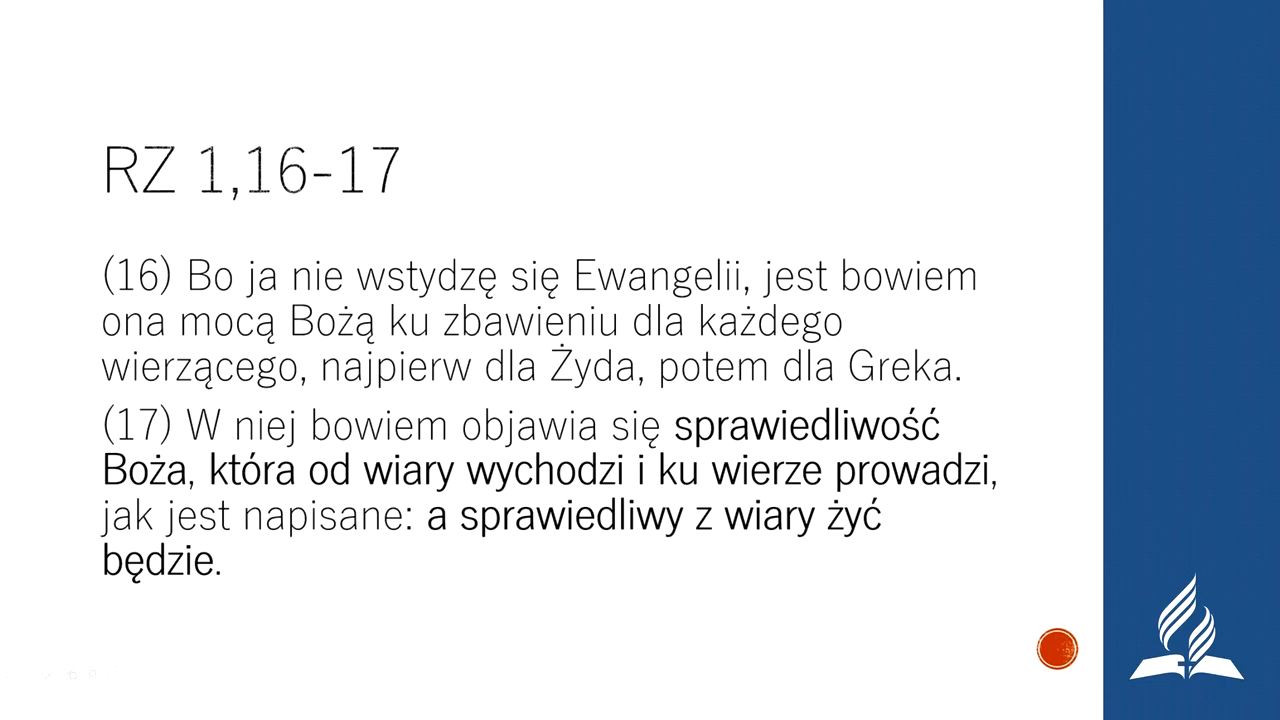 RZ 1,16-17
(16) Bo ja nie wstydzę się Ewangelii, jest bowiem
ona mocą Bożą ku zbawieniu dla każdego
wierzącego, najpierw dla Żyda, potem dla Greka.
(17) W niej bowiem objawia się sprawiedliwość
Boża, która od wiary wychodzi i ku wierze prowadzi,
jak jest napisane: a sprawiedliwy z wiary żyć
będzie.